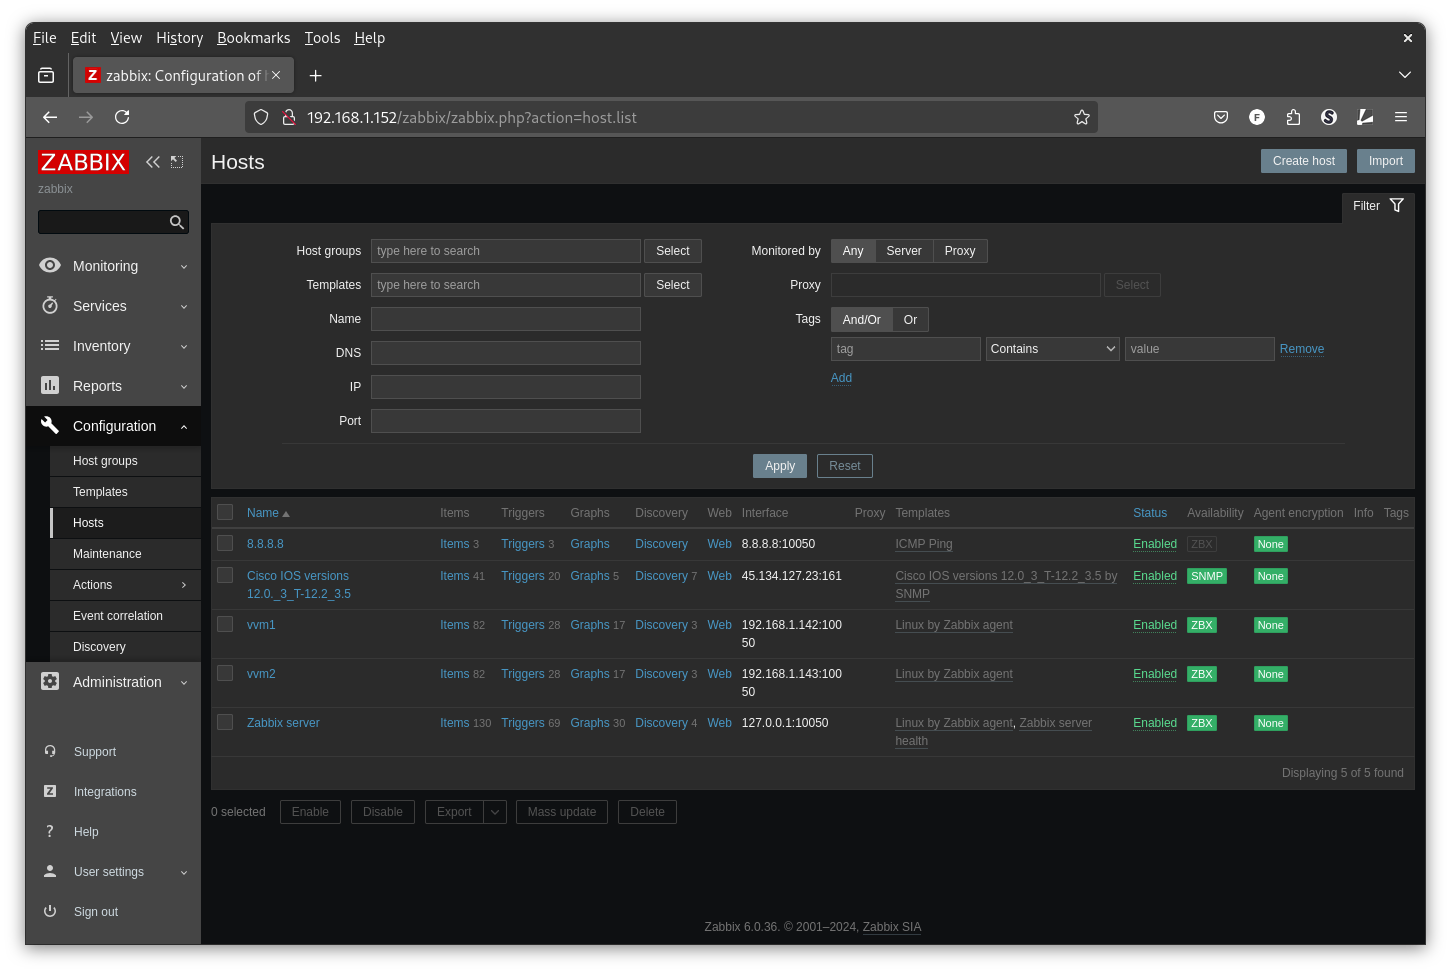 File Edit View History Bookmarks Tools Help
zabbix: Configuration of
192.168.1.152/zabbix/zabbix.php?action=host.list
ZABBIX
zabbix
Hosts
Create host Import
Filter
Monitoring
Services
Inventory
Reports
Configuration
Host groups
Templates
Hosts
Maintenance
Actions
Event correlation
Discovery
Administration
Support
Integrations
? Help
User settings
Sign out
Host groups type here to search Select
Templates type here to search Select
Name
DNS
IP
Port
Monitored by Any Server Proxy
Proxy Select
Tags And/Or Or
tag Contains value Remove
Add
Apply Reset
Name Items Triggers Graphs Discovery Web Interface Proxy Templates Status Availability Agent encryption Info Tags
8.8.8.8 Items 3 Triggers 3 Graphs Discovery Web 8.8.8.8:10050 ICMP Ping Enabled ZBX None
Cisco IOS versions Items 41 Triggers 20 Graphs 5 Discovery 7 Web 45.134.127.23:161 Cisco IOS versions 12.0_3_T-12.2_3.5 by Enabled SNMP None
12.0._3_T-12.2_3.5 SNMP
vvm1 Items 82 Triggers 28 Graphs 17 Discovery 3 Web 192.168.1.142:100 Linux by Zabbix agent Enabled ZBX None
50
vvm2 Items 82 Triggers 28 Graphs 17 Discovery 3 Web 192.168.1.143:100 Linux by Zabbix agent Enabled ZBX None
50
Zabbix server Items 130 Triggers 69 Graphs 30 Discovery 4 Web 127.0.0.1:10050 Linux by Zabbix agent, Zabbix server Enabled ZBX None
health
Displaying 5 of 5 found
0 selected Enable Disable Export Mass update Delete
Zabbix 6.0.36. © 2001–2024, Zabbix SIA